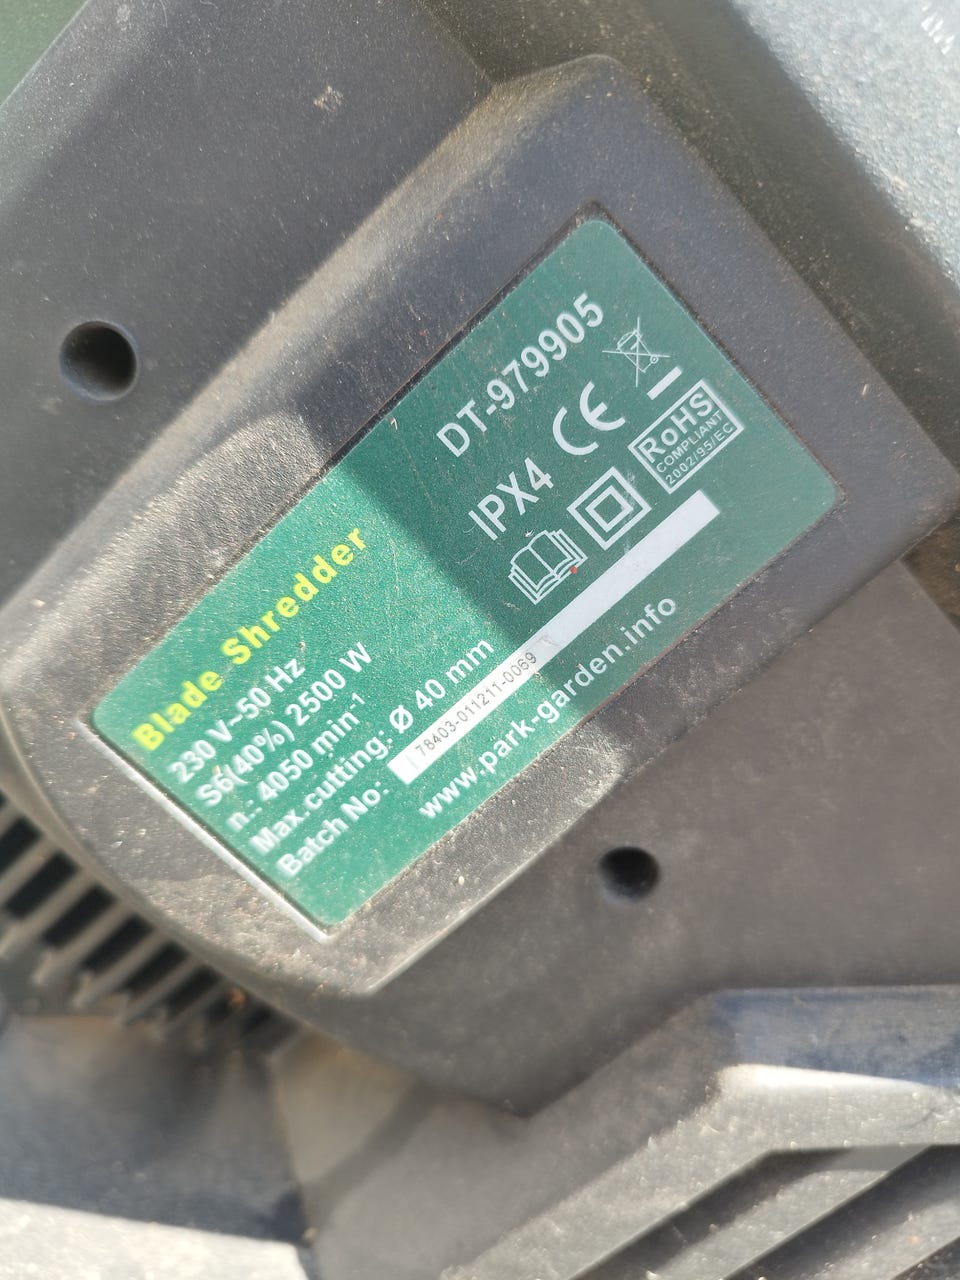 Blade Shredder
DT-979905
230 V~50 Hz
IPX4
CE
S6(40%) 2500 W
n.: 4050 min-1
RoHS
COMPLIANT
2002/95/EC
Max.cutting: Ø 40 mm
Batch No: 78403-011211-0069
www.park-garden.info